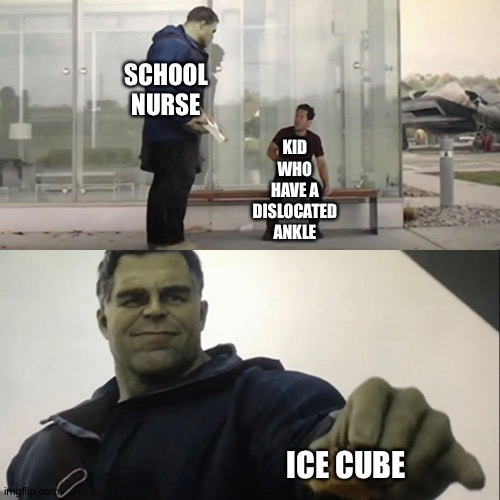 SCHOOL
NURSE
KID
WHO
HAVE A
DISLOCATED
ANKLE
ICE CUBE
imgflip.com